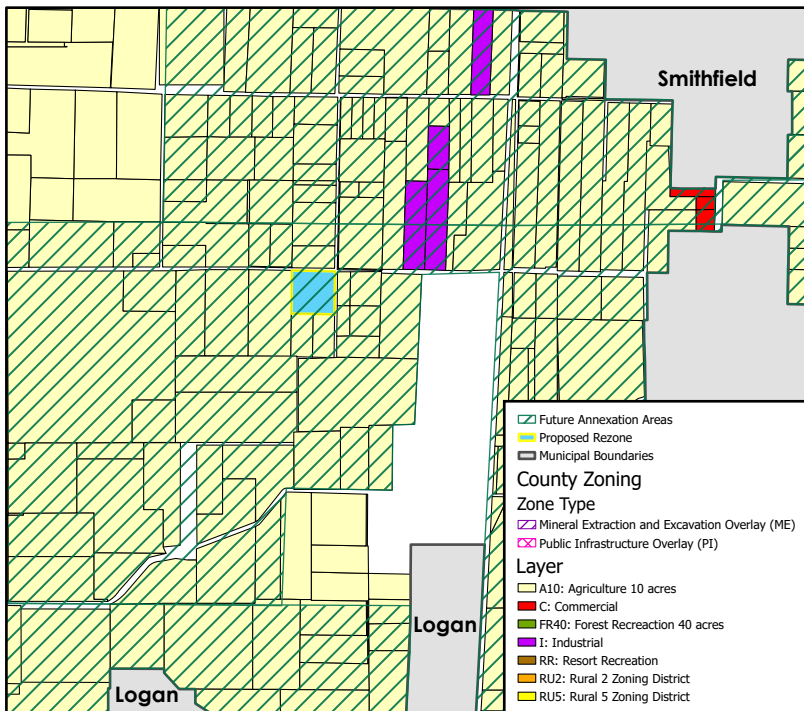 Smithfield
Future Annexation Areas
Proposed Rezone
Municipal Boundaries
County Zoning
Zone Type
Mineral Extraction and Excavation Overlay (ME)
Public Infrastructure Overlay (PI)
Layer
A10: Agriculture 10 acres
C: Commercial
FR40: Forest Recreaction 40 acres
I: Industrial
RR: Resort Recreation
RU2: Rural 2 Zoning District
RU5: Rural 5 Zoning District
Logan
Logan